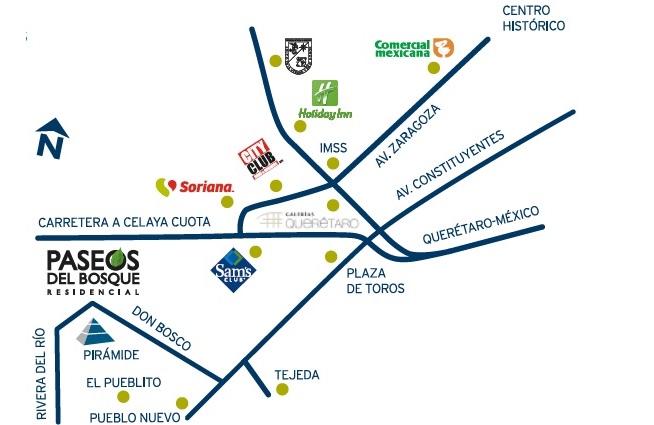 CENTRO
HISTÓRICO
Comercial
mexicana
Holiday Inn
AV. ZARAGOZA
CITY
CLUB
IMSS
AV. CONSTITUYENTES
Soriana
CARRETERA A CELAYA CUOTA
GALERÍAS
QUERÉTARO
QUERÉTARO-MÉXICO
N
PASEOS
DEL BOSQUE
RESIDENCIAL
Sam's
CLUB
PLAZA
DE TOROS
DON BOSCO
RIVERA DEL RÍO
PIRÁMIDE
EL PUEBLITO
TEJEDA
PUEBLO NUEVO